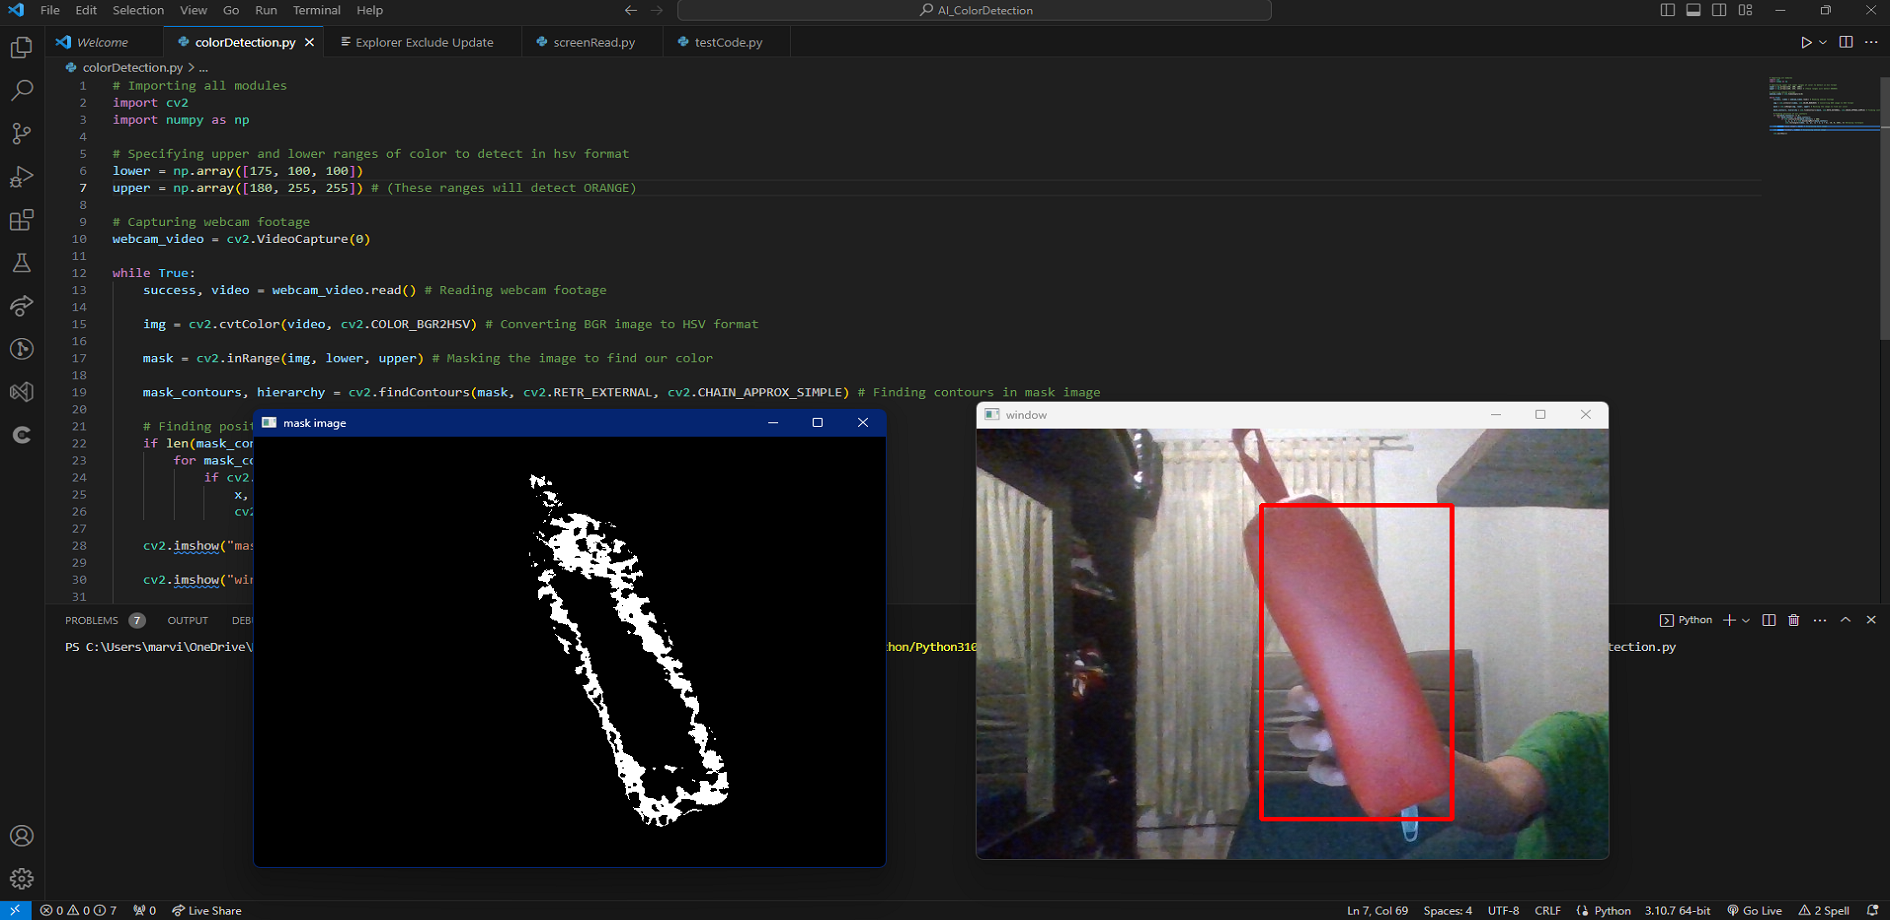 File Edit Selection View Go Run Terminal Help
AI_ColorDetection
Welcome colorDetection.py Explorer Exclude Update screenRead.py testCode.py
colorDetection.py > ...
1 # Importing all modules
2 import cv2
3 import numpy as np
4
5 # Specifying upper and lower ranges of color to detect in hsv format
6 lower = np.array([175, 100, 100])
7 upper = np.array([180, 255, 255]) # (These ranges will detect ORANGE)
8
9 # Capturing webcam footage
10 webcam_video = cv2.VideoCapture(0)
11
12 while True:
13 success, video = webcam_video.read() # Reading webcam footage
14
15 img = cv2.cvtColor(video, cv2.COLOR_BGR2HSV) # Converting BGR image to HSV format
16
17 mask = cv2.inRange(img, lower, upper) # Masking the image to find our color
18
19 mask_contours, hierarchy = cv2.findContours(mask, cv2.RETR_EXTERNAL, cv2.CHAIN_APPROX_SIMPLE) # Finding contours in mask image
20
21 # Finding posit
22 if len(mask_con
23 for mask_co
24 if cv2.
25 x,
26 cv2
27
28 cv2.imshow("mas
29
30 cv2.imshow("win
31
mask image
window
PROBLEMS 7 OUTPUT DEB
Python
PS C:\Users\marvi\OneDrive\
hon/Python310
tection.py
0 0 7 0 Live Share
Ln 7, Col 69 Spaces: 4 UTF-8 CRLF Python 3.10.7 64-bit Go Live 2 Spell